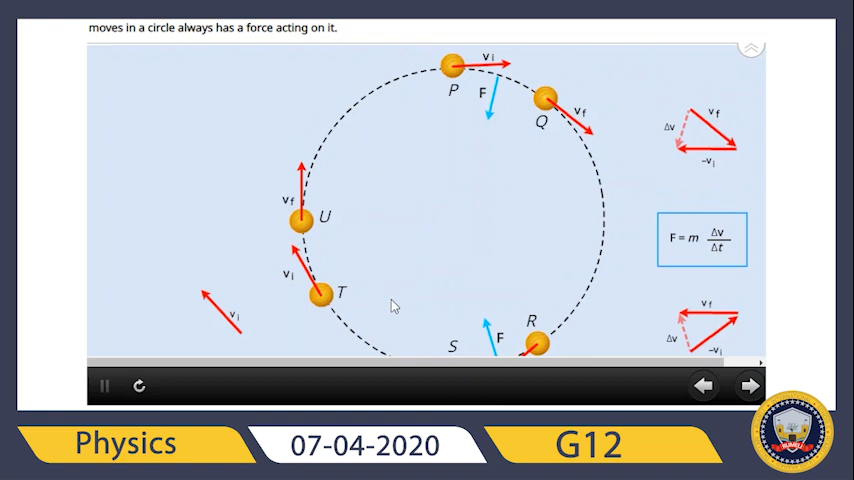 moves in a circle always has a force acting on it.
P
vi
F
Q
vf
vf
Δv
-vi
vf
U
F = m Δv
Δt
vi
T
vi
R
S
F
vf
Δv
-vi
Physics
07-04-2020
G12